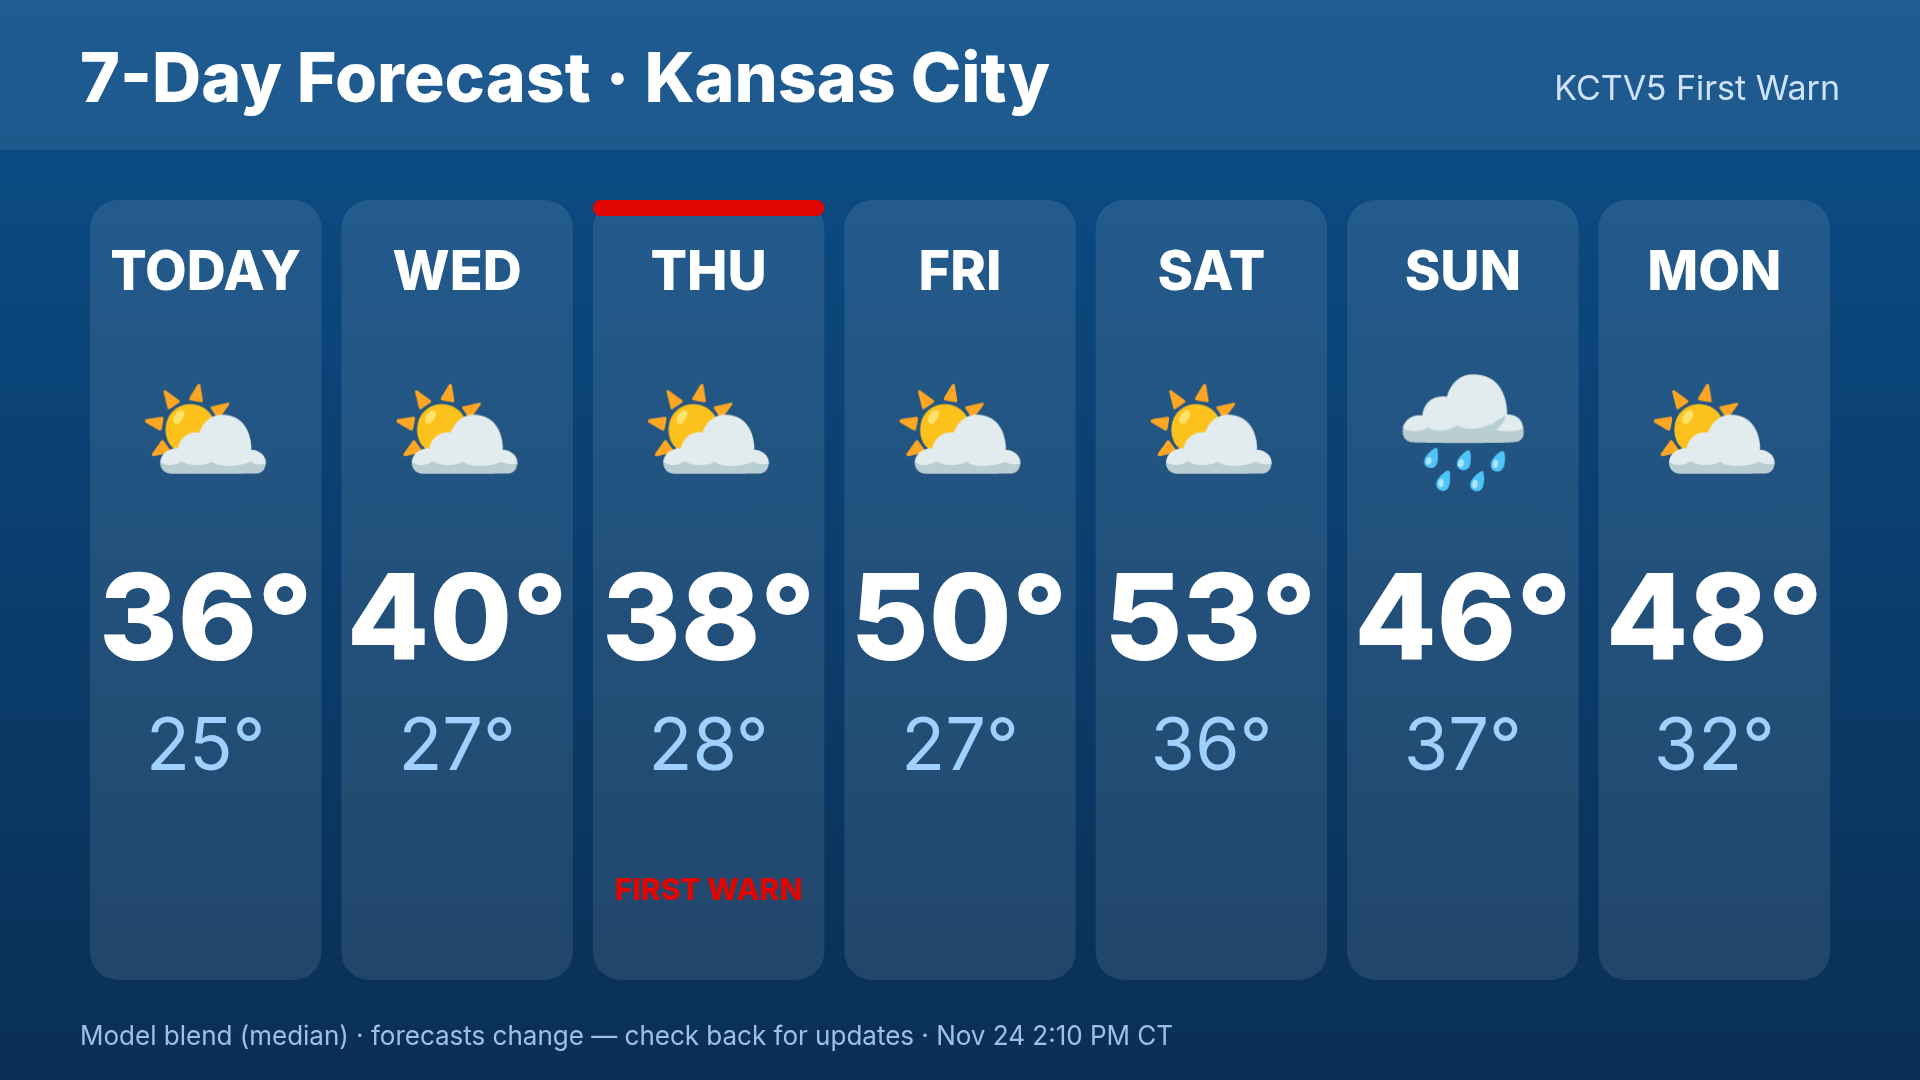 7-Day Forecast · Kansas City
KCTV5 First Warn
TODAY WED THU FRI SAT SUN MON
36° 40° 38° 50° 53° 46° 48°
25° 27° 28° 27° 36° 37° 32°
FIRST WARN
Model blend (median) · forecasts change — check back for updates · Nov 24 2:10 PM CT